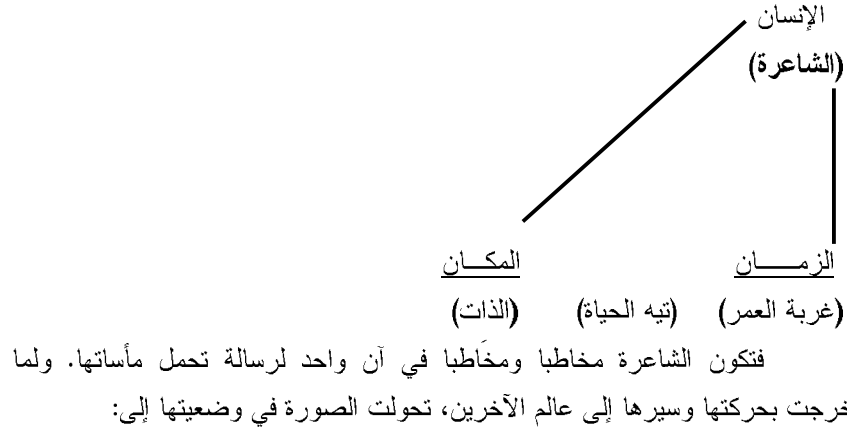 الإنسان
(الشاعرة)
الزمـــــان المكـــان
(غربة العمر) (تيه الحياة) (الذات)
فتكون الشاعرة مخاطبا ومخَاطبا في آن واحد لرسالة تحمل مأساتها. ولما
خرجت بحركتها وسيرها إلى عالم الآخرين، تحولت الصورة في وضعيتها إلى: